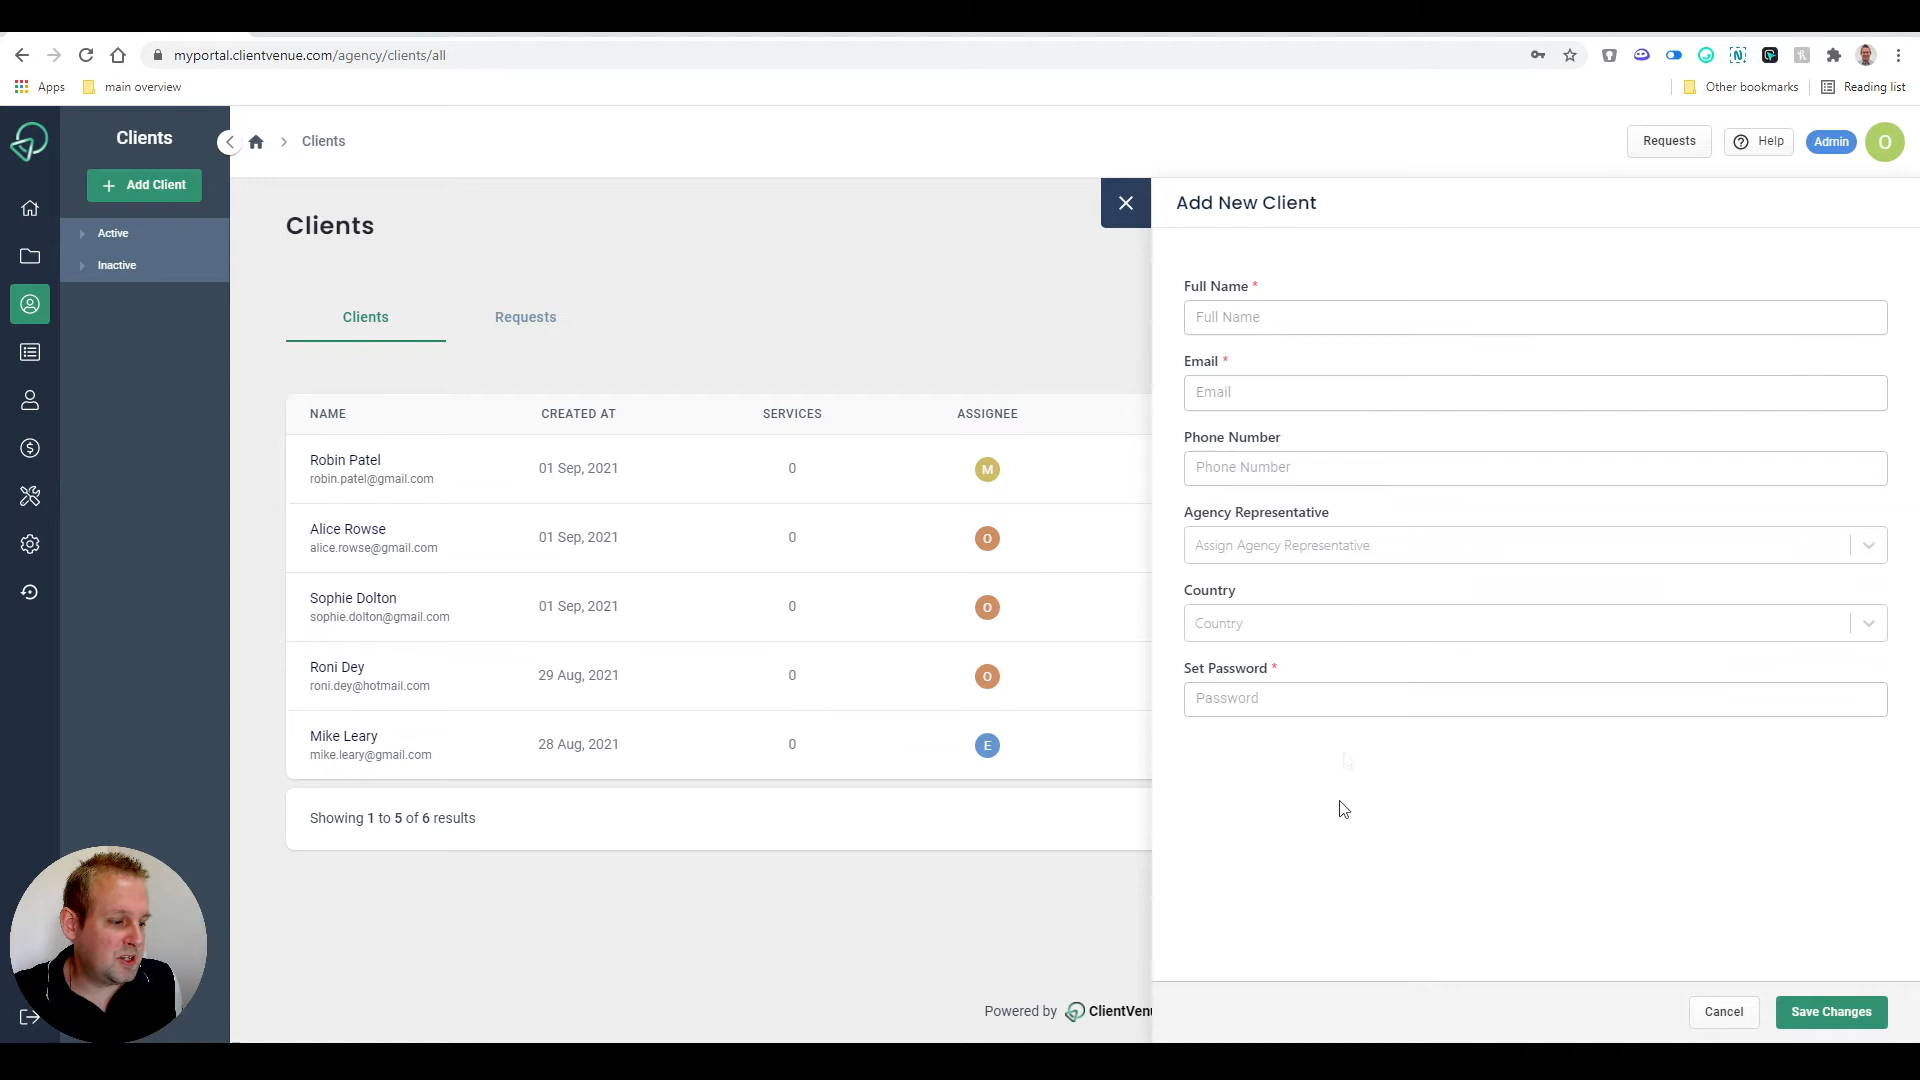 myportal.clientvenue.com/agency/clients/all
Apps
main overview
Other bookmarks
Reading list
Clients
Add Client
Active
Inactive
Clients
Requests
Help
Admin
O
Clients
Clients
Requests
NAME CREATED AT SERVICES ASSIGNEE
Robin Patel
robin.patel@gmail.com
01 Sep, 2021
0
M
Alice Rowse
alice.rowse@gmail.com
01 Sep, 2021
0
O
Sophie Dolton
sophie.dolton@gmail.com
01 Sep, 2021
0
O
Roni Dey
roni.dey@hotmail.com
29 Aug, 2021
0
O
Mike Leary
mike.leary@gmail.com
28 Aug, 2021
0
E
Showing 1 to 5 of 6 results
Powered by ClientVenu
Add New Client
Full Name *
Full Name
Email *
Email
Phone Number
Phone Number
Agency Representative
Assign Agency Representative
Country
Country
Set Password *
Password
Cancel
Save Changes